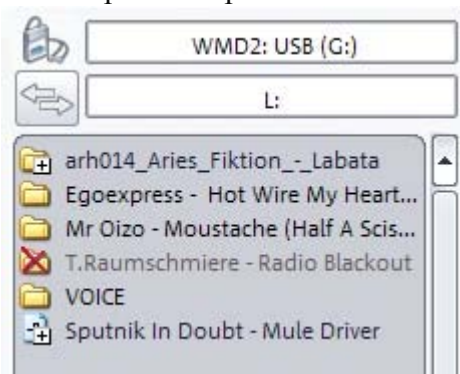 WMD2: USB (G:)
L:
arh014_Aries_Fiktion_-_Labata
Egoexpress - Hot Wire My Heart...
Mr Oizo - Moustache (Half A Scis...
T.Raumschmiere - Radio Blackout
VOICE
Sputnik In Doubt - Mule Driver